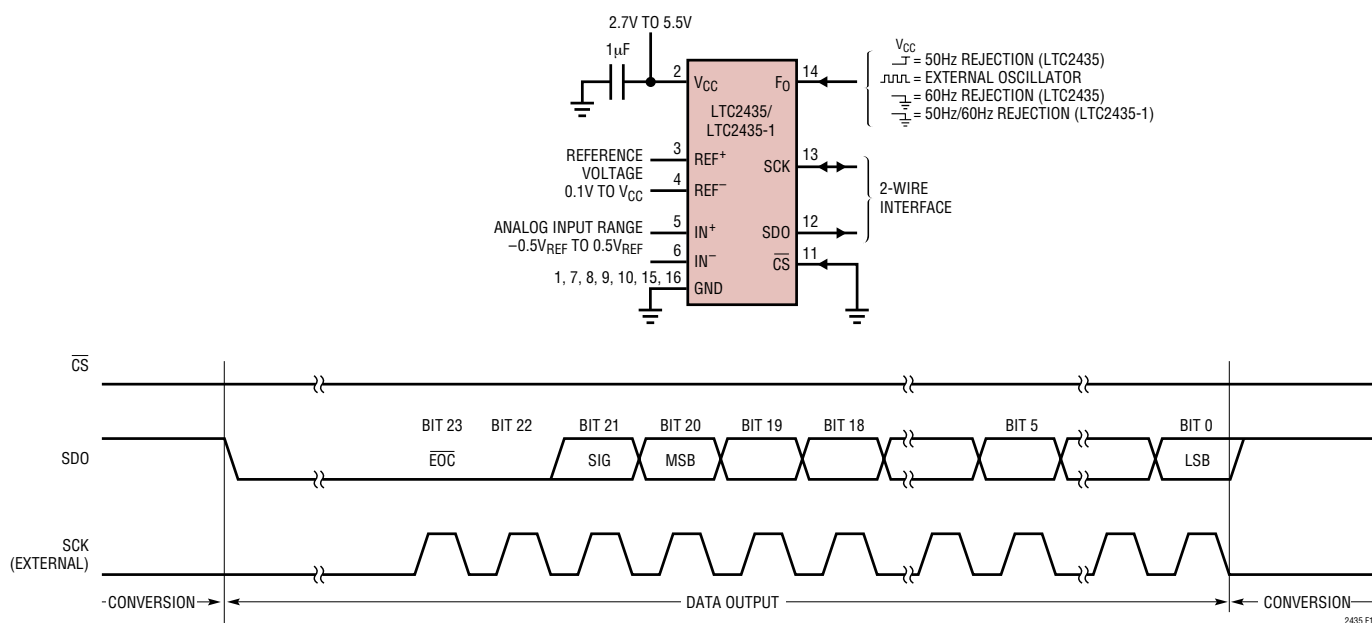 2.7V TO 5.5V
1µF
2
VCC
14
FO
VCC
= 50Hz REJECTION (LTC2435)
= EXTERNAL OSCILLATOR
= 60Hz REJECTION (LTC2435)
= 50Hz/60Hz REJECTION (LTC2435-1)
LTC2435/
LTC2435-1
REFERENCE
VOLTAGE
0.1V TO VCC
3
REF+
4
REF–
13
SCK
2-WIRE
INTERFACE
ANALOG INPUT RANGE
–0.5VREF TO 0.5VREF
5
IN+
6
IN–
12
SDO
11
CS
1, 7, 8, 9, 10, 15, 16
GND
CS
BIT 23
BIT 22
BIT 21
BIT 20
BIT 19
BIT 18
BIT 5
BIT 0
SDO
EOC
SIG
MSB
LSB
SCK
(EXTERNAL)
CONVERSION
DATA OUTPUT
CONVERSION